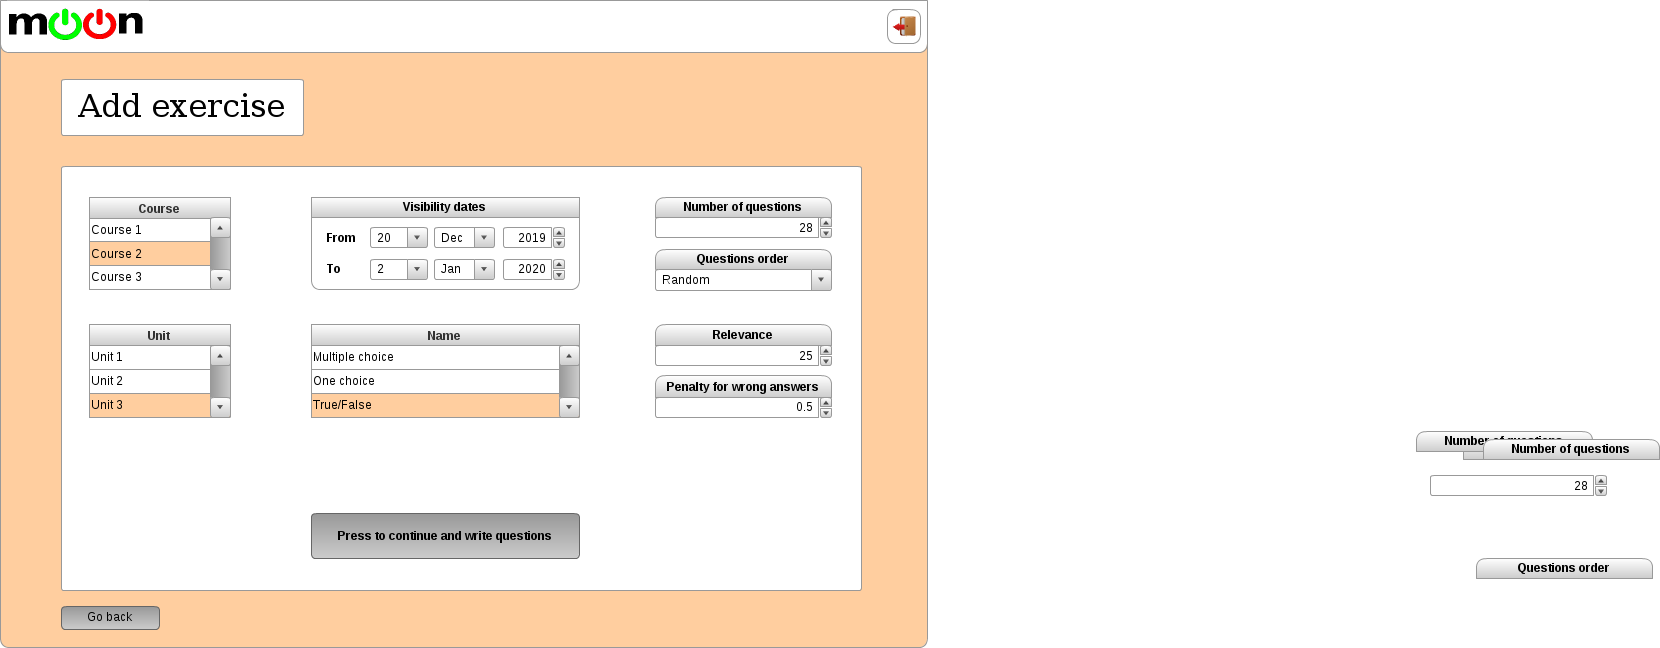 moon
Add exercise
Course
Course 1
Course 2
Course 3
Visibility dates
From 20 Dec 2019
To 2 Jan 2020
Number of questions
28
Questions order
Random
Unit
Unit 1
Unit 2
Unit 3
Name
Multiple choice
One choice
True/False
Relevance
25
Penalty for wrong answers
0.5
Press to continue and write questions
Go back
Number of questions
Number of questions
28
Questions order